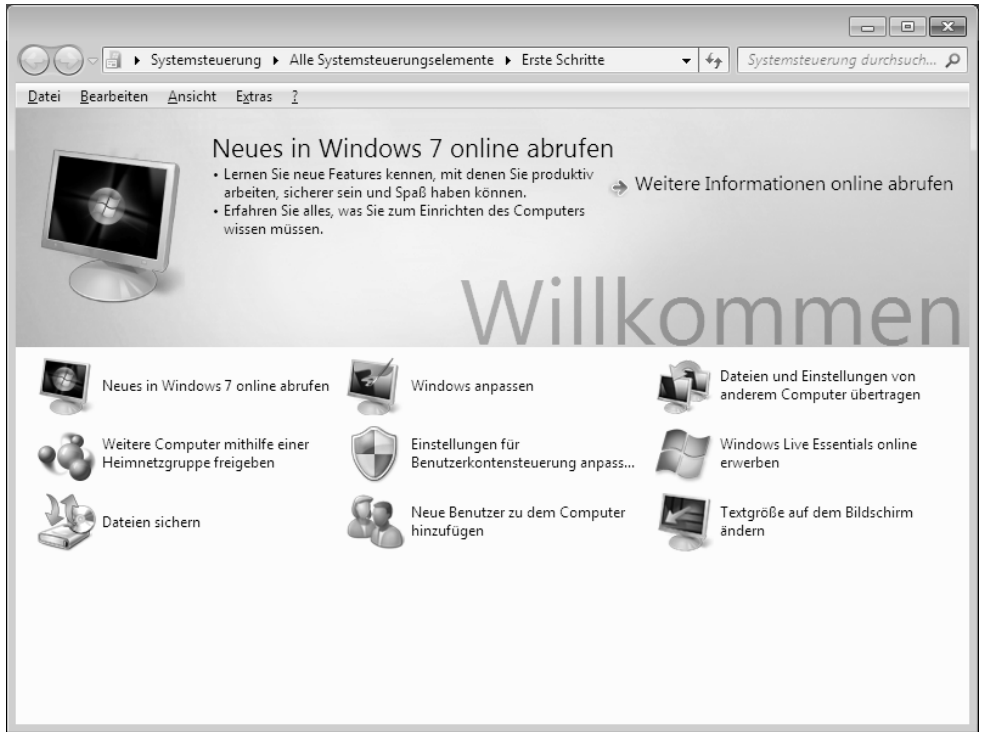 Systemsteuerung ▸ Alle Systemsteuerungselemente ▸ Erste Schritte
Systemsteuerung durchsuch...
Datei Bearbeiten Ansicht Extras ?
Neues in Windows 7 online abrufen
• Lernen Sie neue Features kennen, mit denen Sie produktiv
arbeiten, sicherer sein und Spaß haben können.
• Erfahren Sie alles, was Sie zum Einrichten des Computers
wissen müssen.
Weitere Informationen online abrufen
Willkommen
Neues in Windows 7 online abrufen
Windows anpassen
Dateien und Einstellungen von
anderem Computer übertragen
Weitere Computer mithilfe einer
Heimnetzgruppe freigeben
Einstellungen für
Benutzerkontensteuerung anpass...
Windows Live Essentials online
erwerben
Dateien sichern
Neue Benutzer zu dem Computer
hinzufügen
Textgröße auf dem Bildschirm
ändern